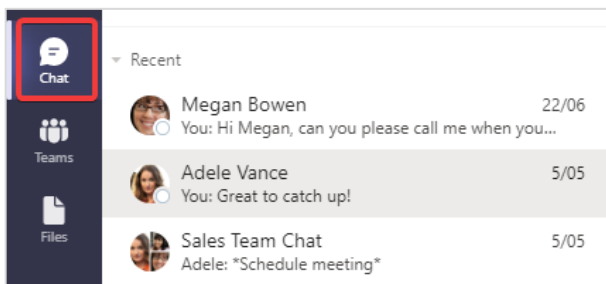 Chat
Teams
Files
Recent
Megan Bowen 22/06
You: Hi Megan, can you please call me when you...
Adele Vance 5/05
You: Great to catch up!
Sales Team Chat 5/05
Adele: *Schedule meeting*